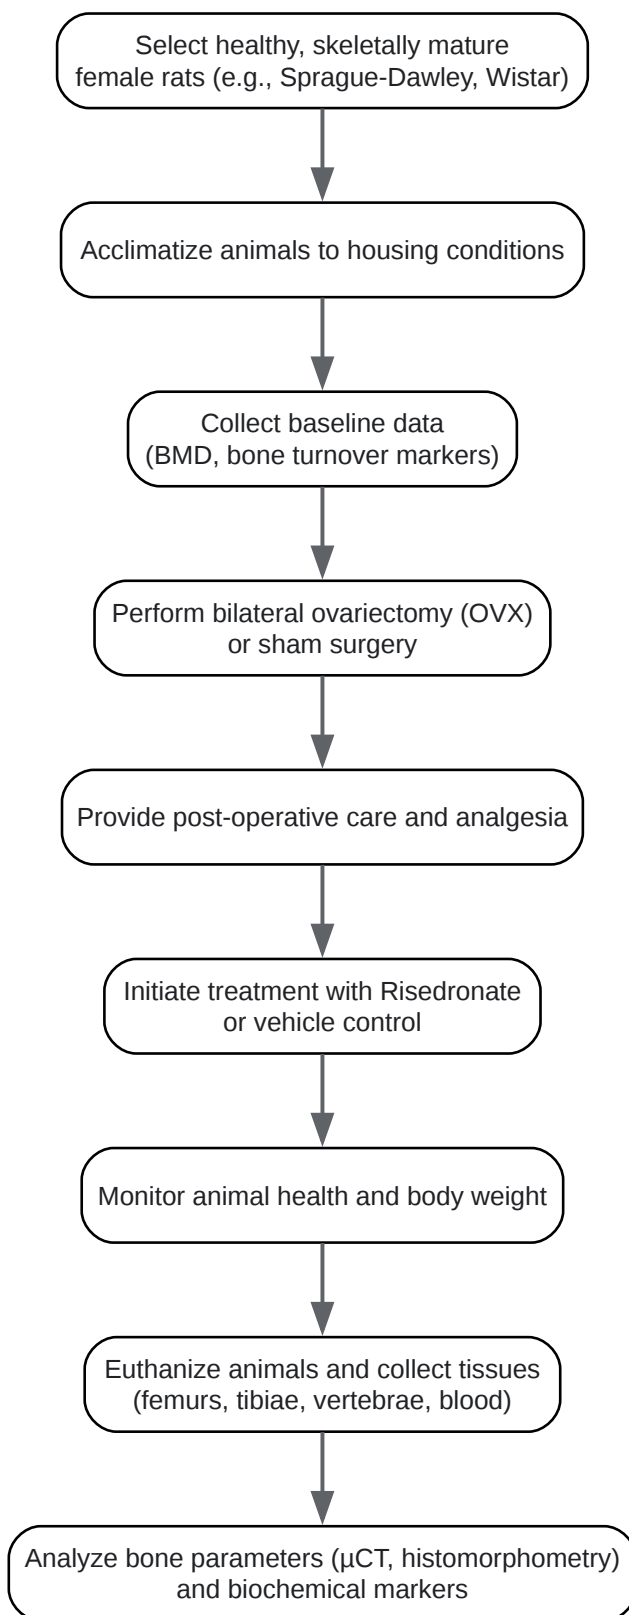 Select healthy, skeletally mature
female rats (e.g., Sprague-Dawley, Wistar)
Acclimatize animals to housing conditions
Collect baseline data
(BMD, bone turnover markers)
Perform bilateral ovariectomy (OVX)
or sham surgery
Provide post-operative care and analgesia
Initiate treatment with Risedronate
or vehicle control
Monitor animal health and body weight
Euthanize animals and collect tissues
(femurs, tibiae, vertebrae, blood)
Analyze bone parameters (µCT, histomorphometry)
and biochemical markers